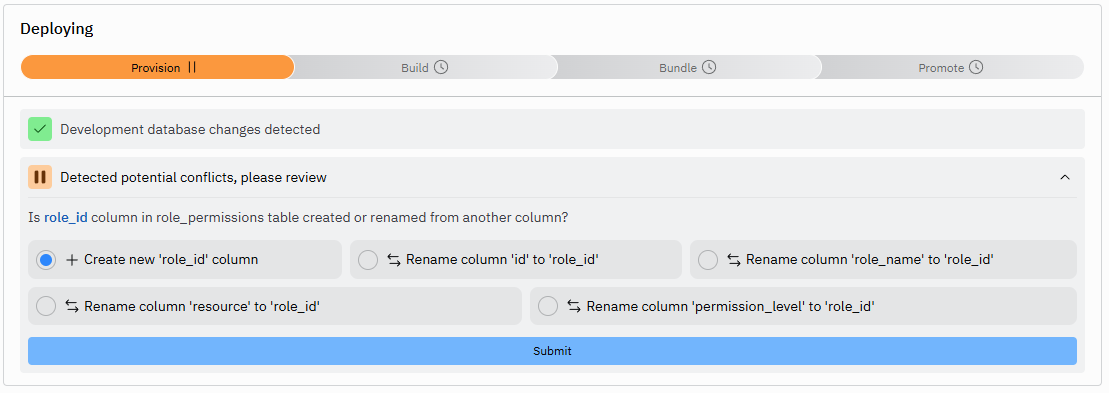 Deploying
Provision
Build
Bundle
Promote
Development database changes detected
Detected potential conflicts, please review
Is role_id column in role_permissions table created or renamed from another column?
Create new 'role_id' column
Rename column 'id' to 'role_id'
Rename column 'role_name' to 'role_id'
Rename column 'resource' to 'role_id'
Rename column 'permission_level' to 'role_id'
Submit